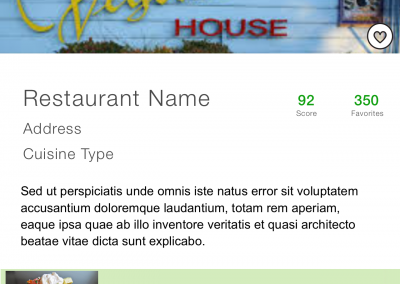 HOUSE
Restaurant Name
92
350
Score
Favorites
Address
Cuisine Type
Sed ut perspiciatis unde omnis iste natus error sit voluptatem
accusantium doloremque laudantium, totam rem aperiam,
eaque ipsa quae ab illo inventore veritatis et quasi architecto
beatae vitae dicta sunt explicabo.